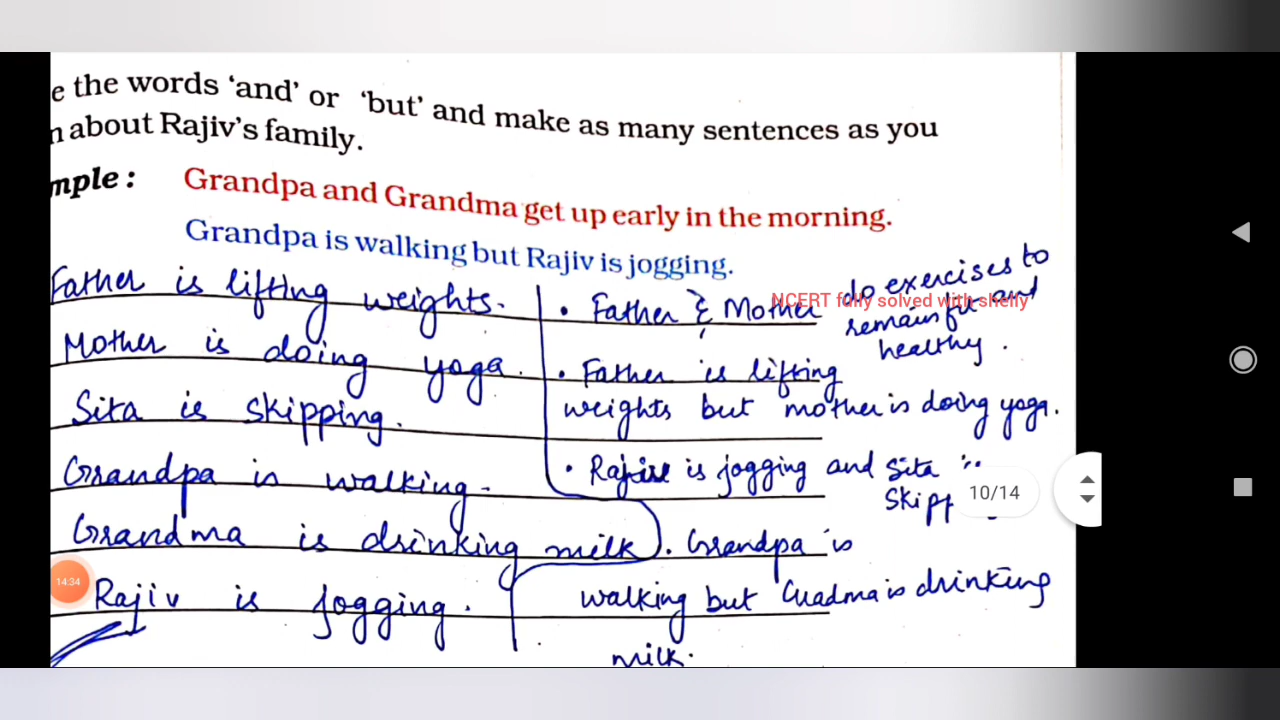 e the words ‘and’ or ‘but’ and make as many sentences as you
n about Rajiv’s family.
mple :
Grandpa and Grandma get up early in the morning.
Grandpa is walking but Rajiv is jogging.
Father is lifting weights.
Mother is doing yoga.
Sita is skipping.
Grandpa is walking.
Grandma is drinking milk.
Rajiv is jogging.
• Father & Mother do exercises to
remain fit and
healthy.
NCERT fully solved with shelly
• Father is lifting
weights but mother is doing yoga.
• Rajiv is jogging and Sita is
Skipp
. Grandpa is
walking but Guadma is drinking
milk.
10/14
14:34